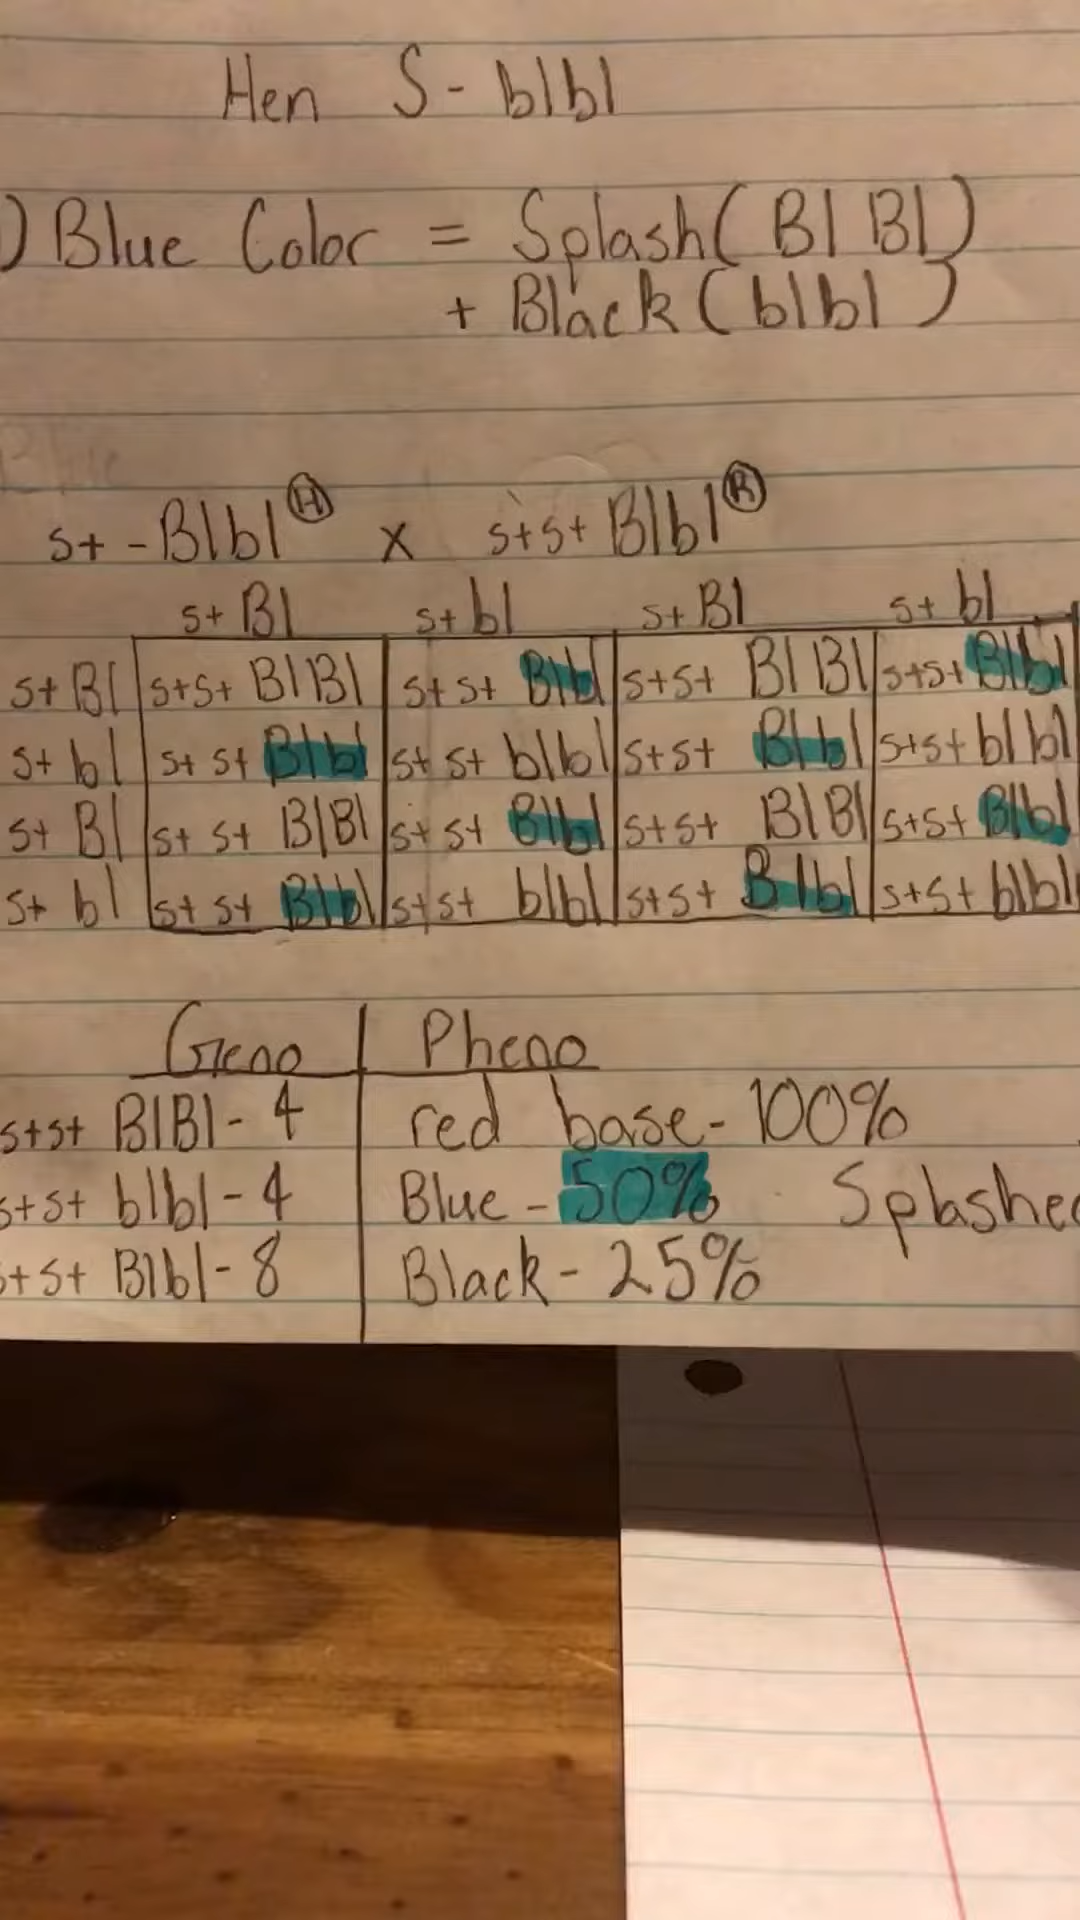 Hen S- blbl
) Blue Color = Splash (Bl Bl)
+ Black (blbl)
Blue
s+ - Blbl (H) x s+s+ Blbl (R)
s+ Bl s+ bl s+ Bl s+ bl
s+ Bl s+s+ BlBl s+ s+ Blbl s+s+ Bl Bl s+s+ Blbl
s+ bl s+ s+ Blbl s+ s+ blbl s+s+ Blbl s+s+ blbl
s+ Bl s+ s+ BlBl s+ s+ Blbl s+s+ BlBl s+s+ Blbl
s+ bl s+ s+ Blbl s+s+ blbl s+s+ Blbl s+s+ blbl
Geno Pheno
s+s+ BlBl - 4 red base - 100%
s+s+ blbl - 4 Blue - 50% Splashed
s+s+ Blbl - 8 Black - 25%